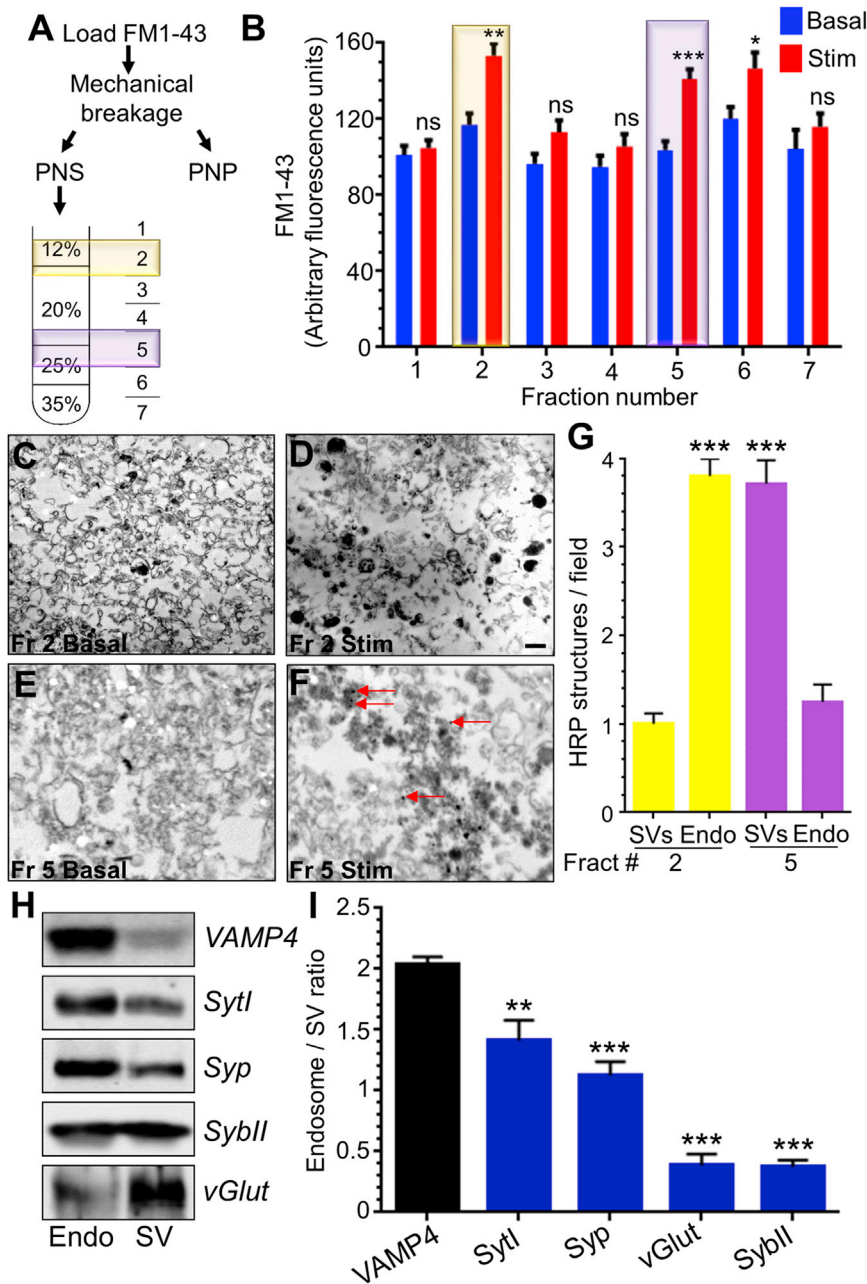 A
Load FM1-43
Mechanical
breakage
PNS
PNP
12%
20%
25%
35%
1
2
3
4
5
6
7
B
Basal
Stim
FM1-43
(Arbitrary fluorescence units)
160
120
80
40
0
ns
**
ns
ns
***
*
ns
1 2 3 4 5 6 7
Fraction number
C
Fr 2 Basal
D
Fr 2 Stim
E
Fr 5 Basal
F
Fr 5 Stim
G
HRP structures / field
4
3
2
1
0
***
***
SVs Endo SVs Endo
Fract # 2 5
H
VAMP4
SytI
Syp
SybII
vGlut
Endo SV
I
Endosome / SV ratio
2.5
2
1.5
1
0.5
0
**
***
***
***
VAMP4
SytI
Syp
vGlut
SybII